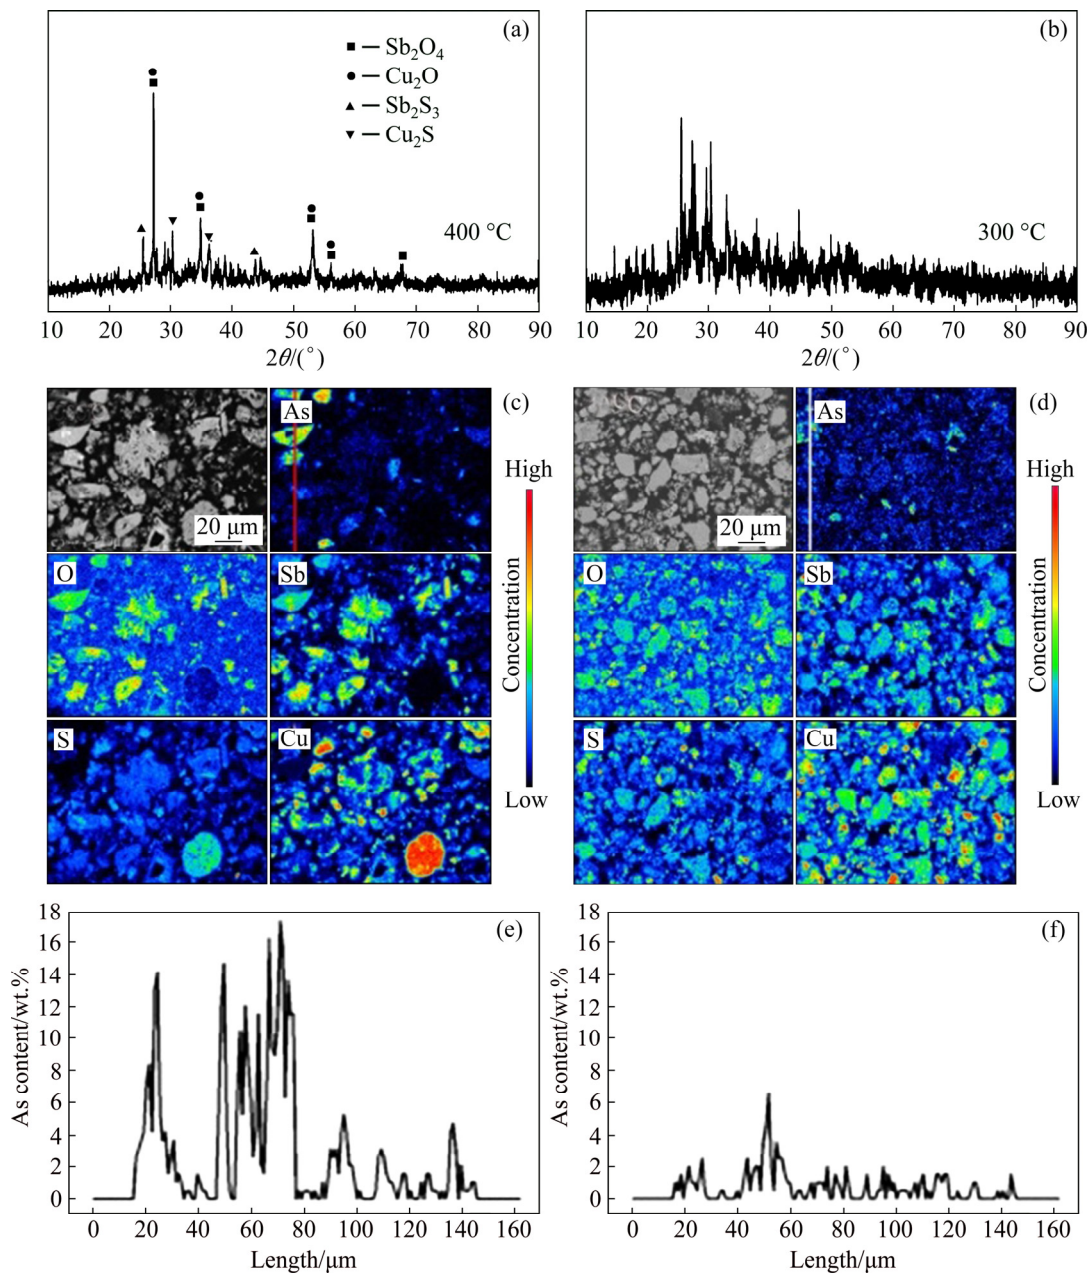 (a)
■ — Sb₂O₄
● — Cu₂O
▲ — Sb₂S₃
▼ — Cu₂S
400 °C
10 20 30 40 50 60 70 80 90
2θ/(°)
(b)
300 °C
10 20 30 40 50 60 70 80 90
2θ/(°)
As
(c)
20 μm
O
Sb
S
Cu
High
Concentration
Low
As
(d)
20 μm
O
Sb
S
Cu
High
Concentration
Low
(e)
As content/wt.%
18
16
14
12
10
8
6
4
2
0
0 20 40 60 80 100 120 140 160
Length/μm
(f)
As content/wt.%
18
16
14
12
10
8
6
4
2
0
0 20 40 60 80 100 120 140 160
Length/μm